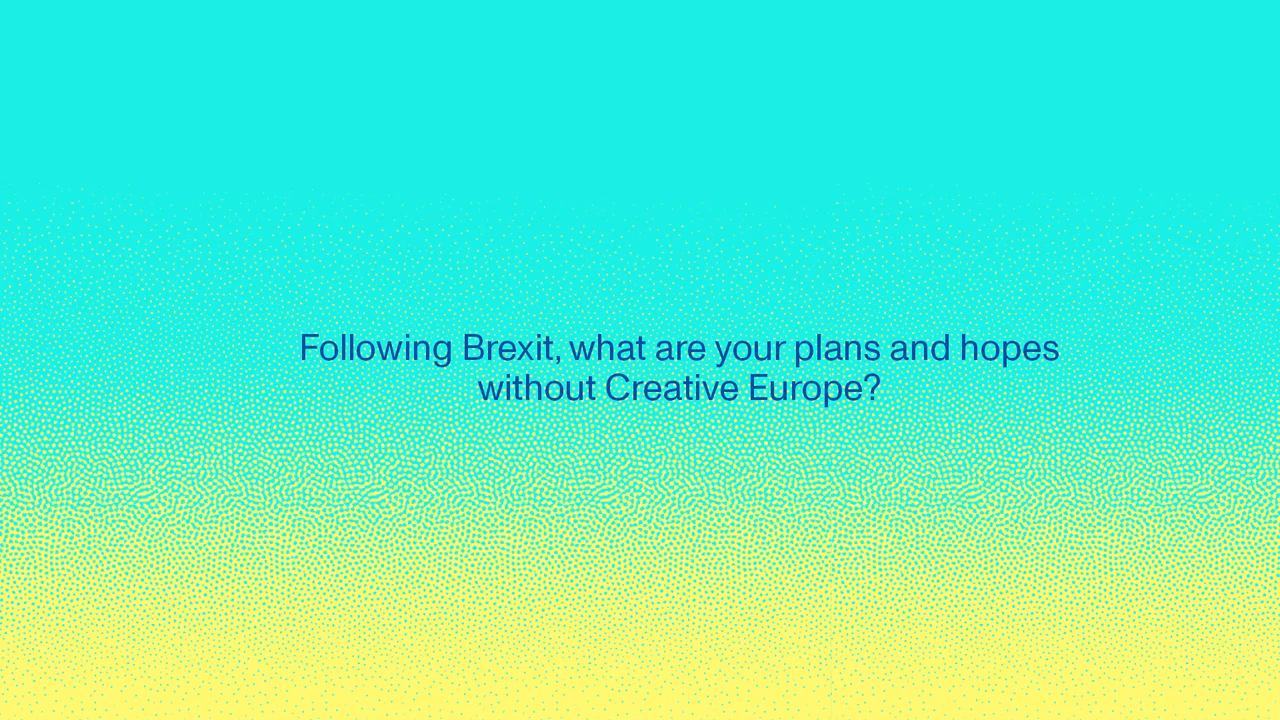 Following Brexit, what are your plans and hopes
without Creative Europe?